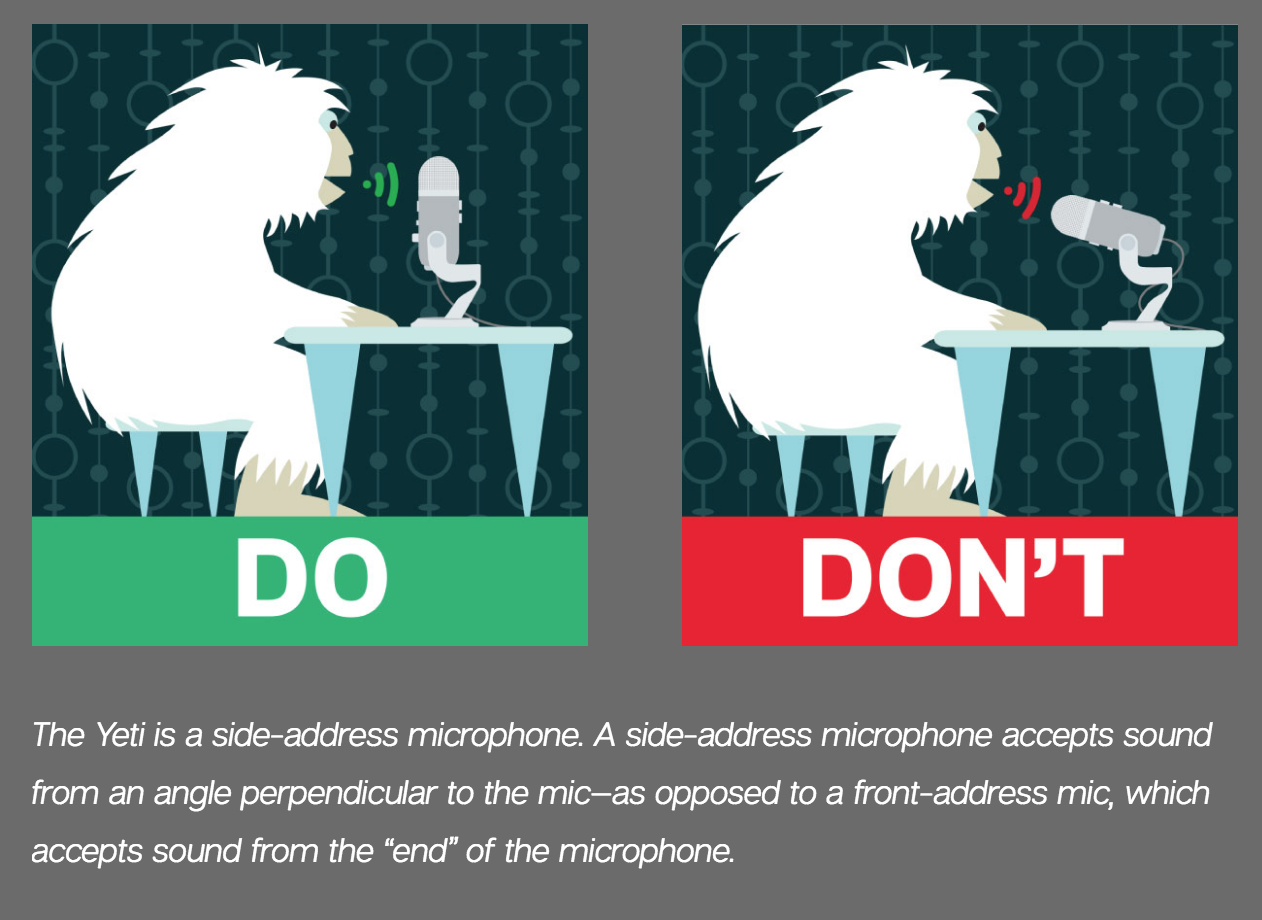 DO
DON’T
The Yeti is a side-address microphone. A side-address microphone accepts sound
from an angle perpendicular to the mic—as opposed to a front-address mic, which
accepts sound from the “end” of the microphone.